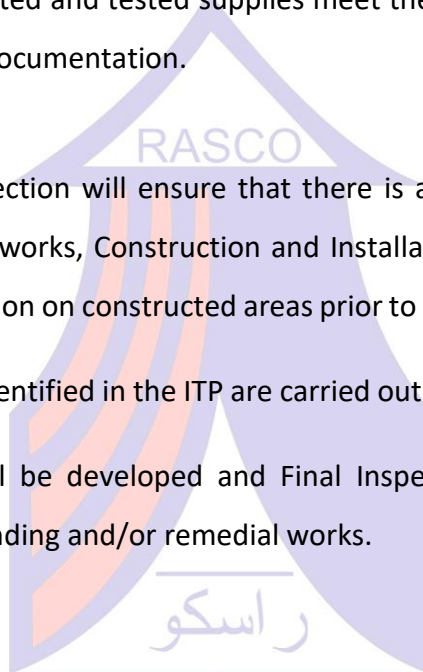 ted and tested supplies meet the
ocumentation.
RASCO
ection will ensure that there is a
works, Construction and Installa
ion on constructed areas prior to
entified in the ITP are carried out
l be developed and Final Inspe
nding and/or remedial works.
راسكو